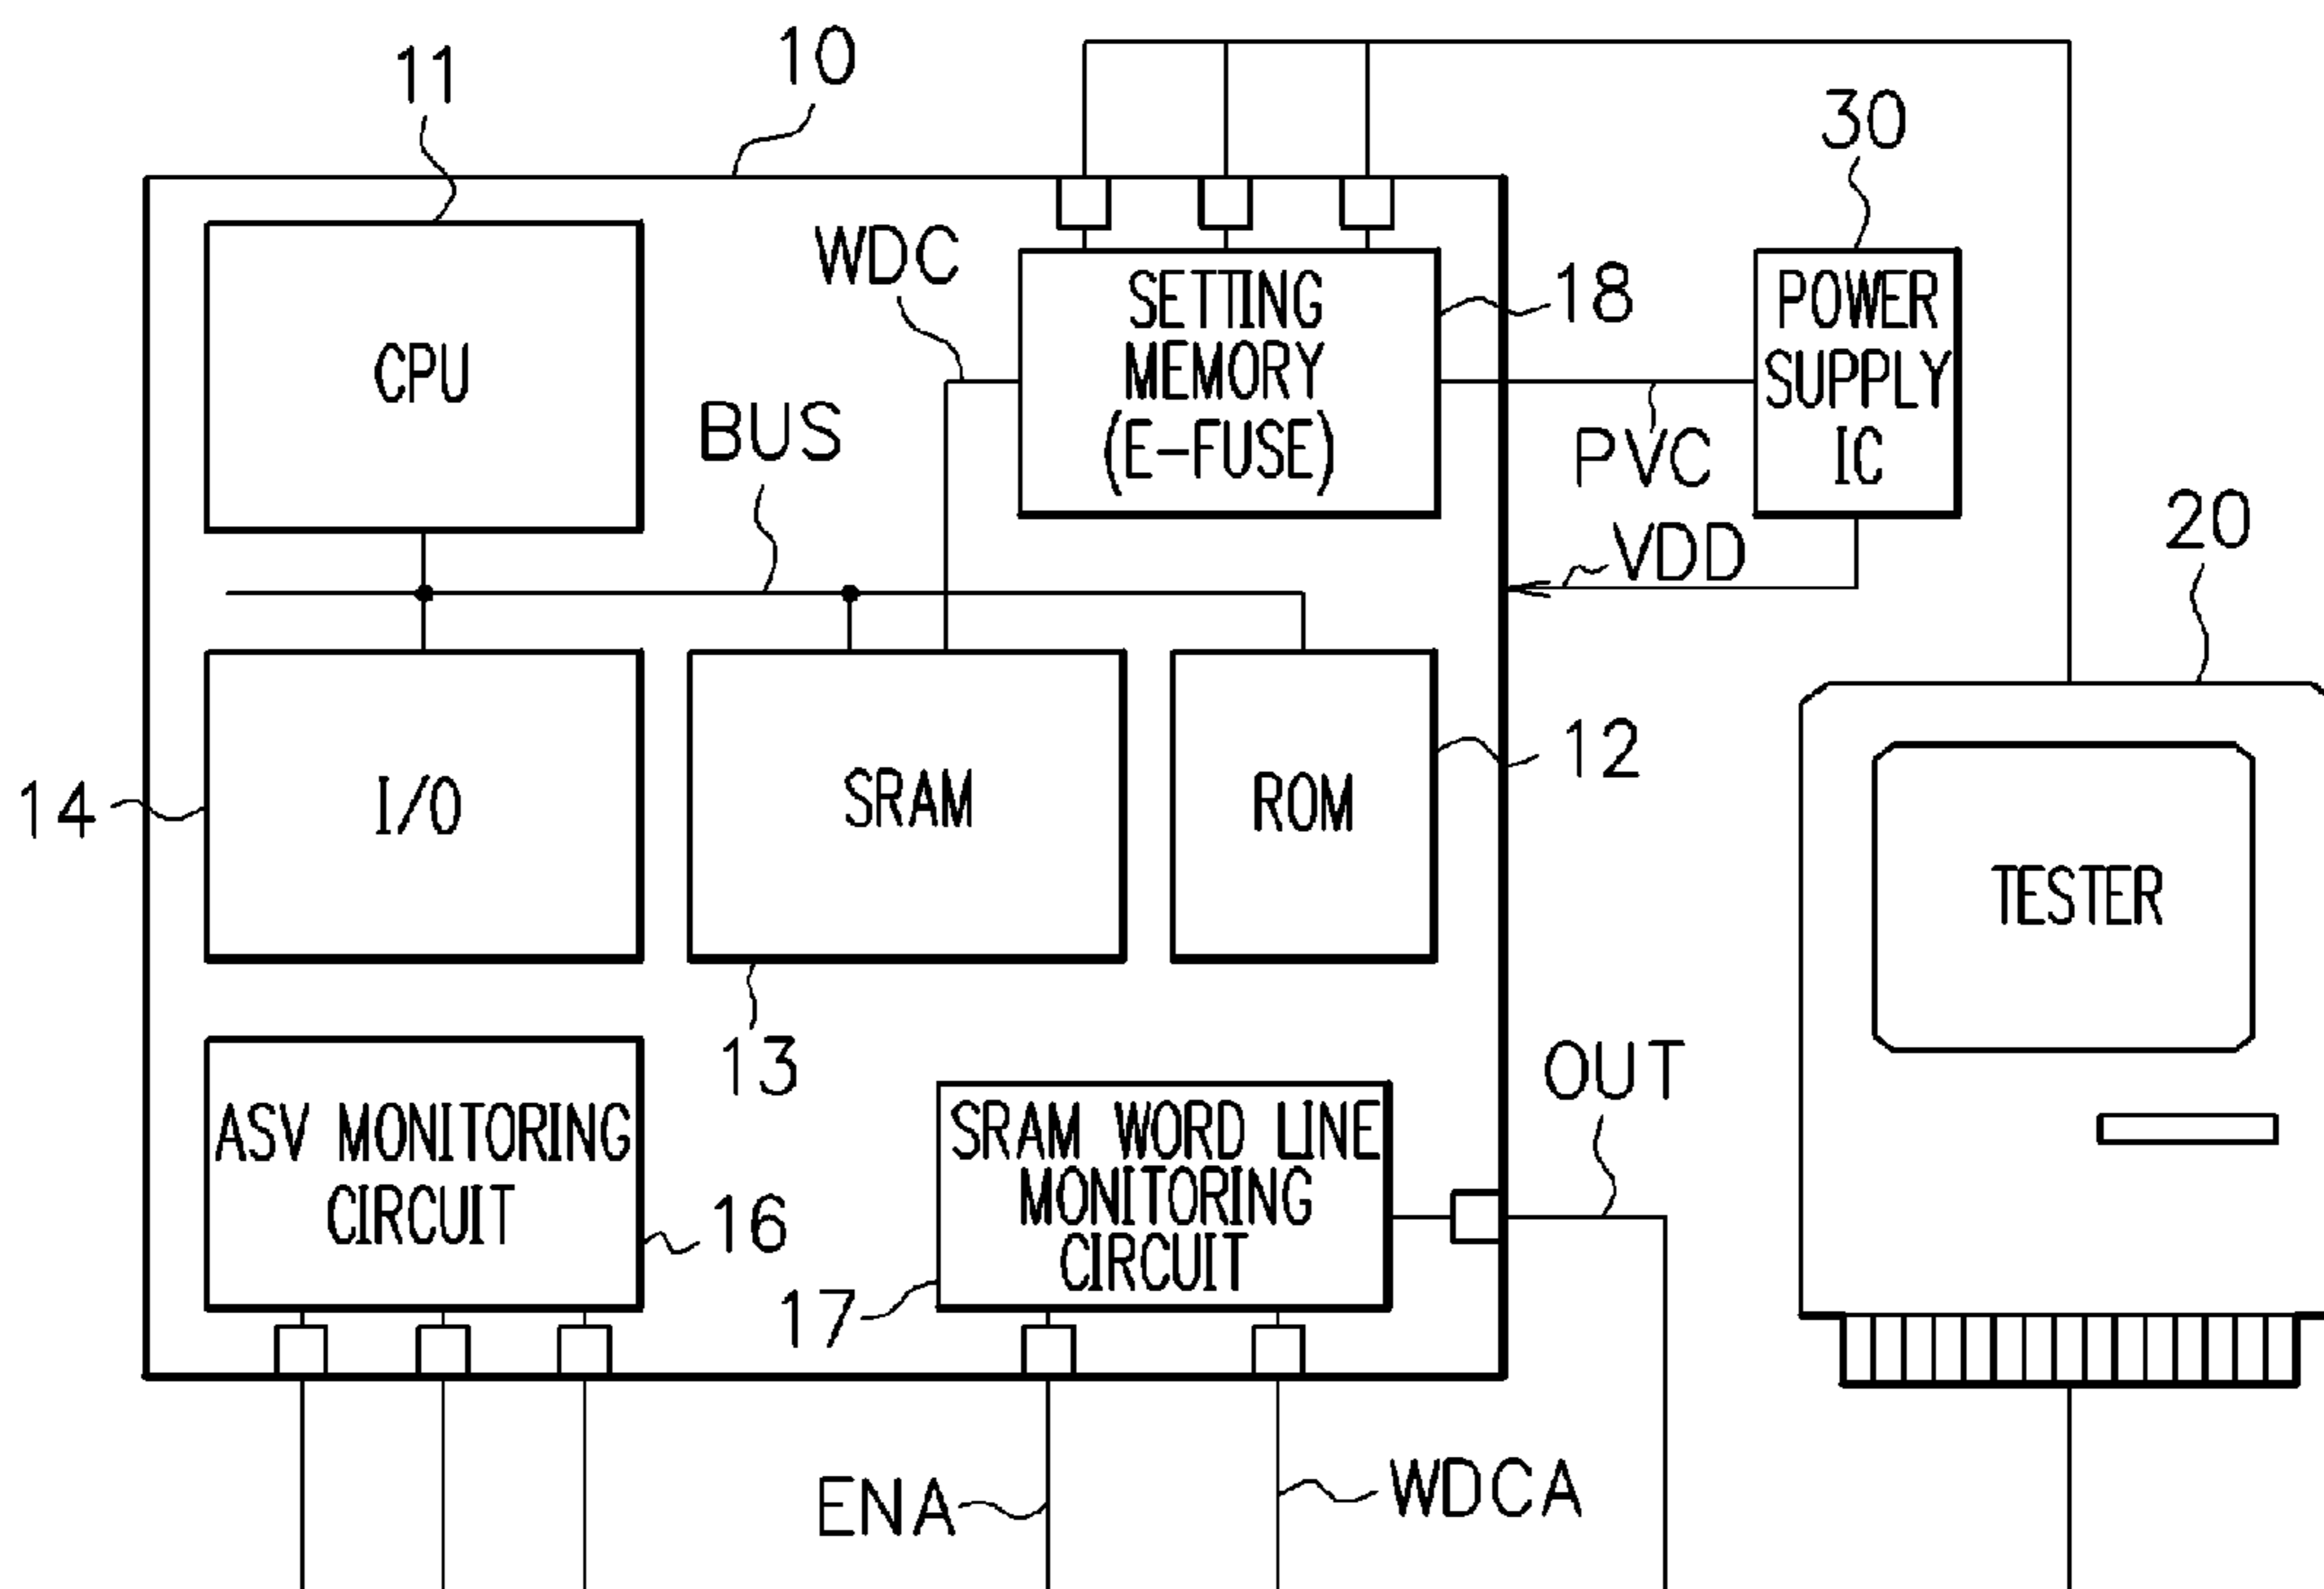 10
11
30
WDC
SETTING
MEMORY
(E-FUSE)
18
POWER
SUPPLY
IC
CPU
BUS
PVC
VDD
20
14
I/O
SRAM
ROM
12
TESTER
13
ASV MONITORING
CIRCUIT
16
SRAM WORD LINE
MONITORING
CIRCUIT
17
OUT
ENA
WDCA